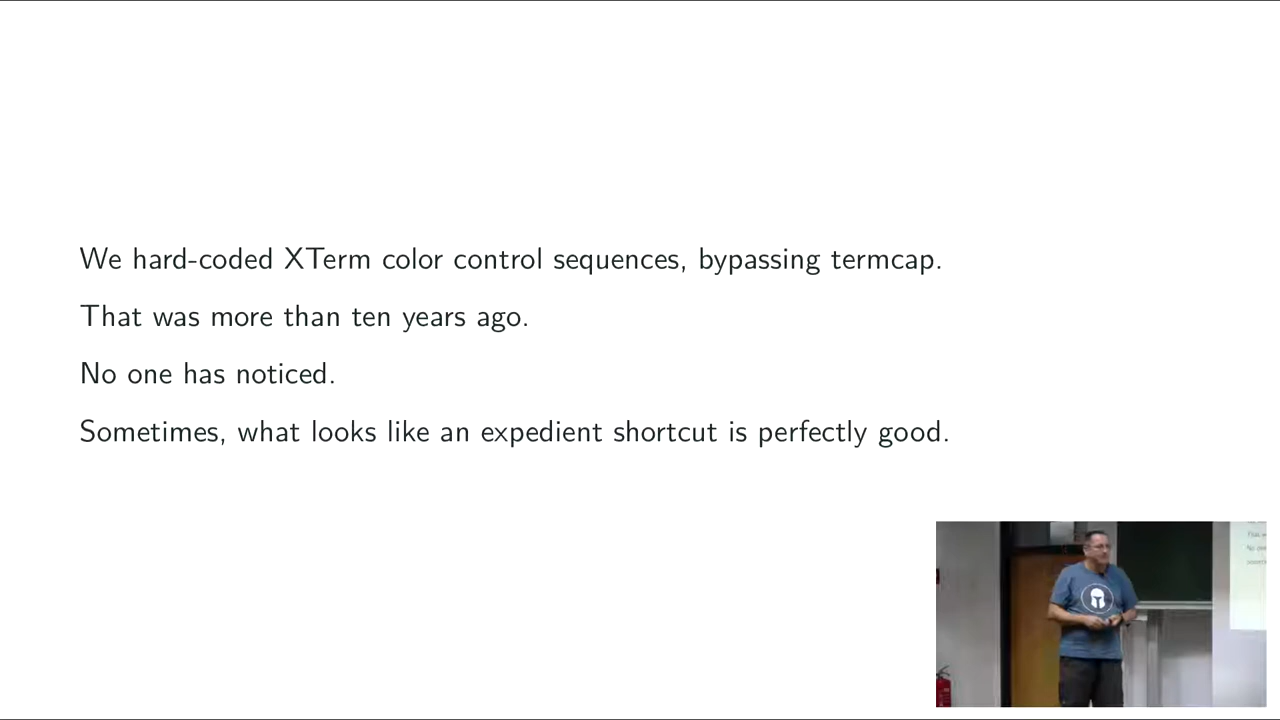 We hard-coded XTerm color control sequences, bypassing termcap.
That was more than ten years ago.
No one has noticed.
Sometimes, what looks like an expedient shortcut is perfectly good.